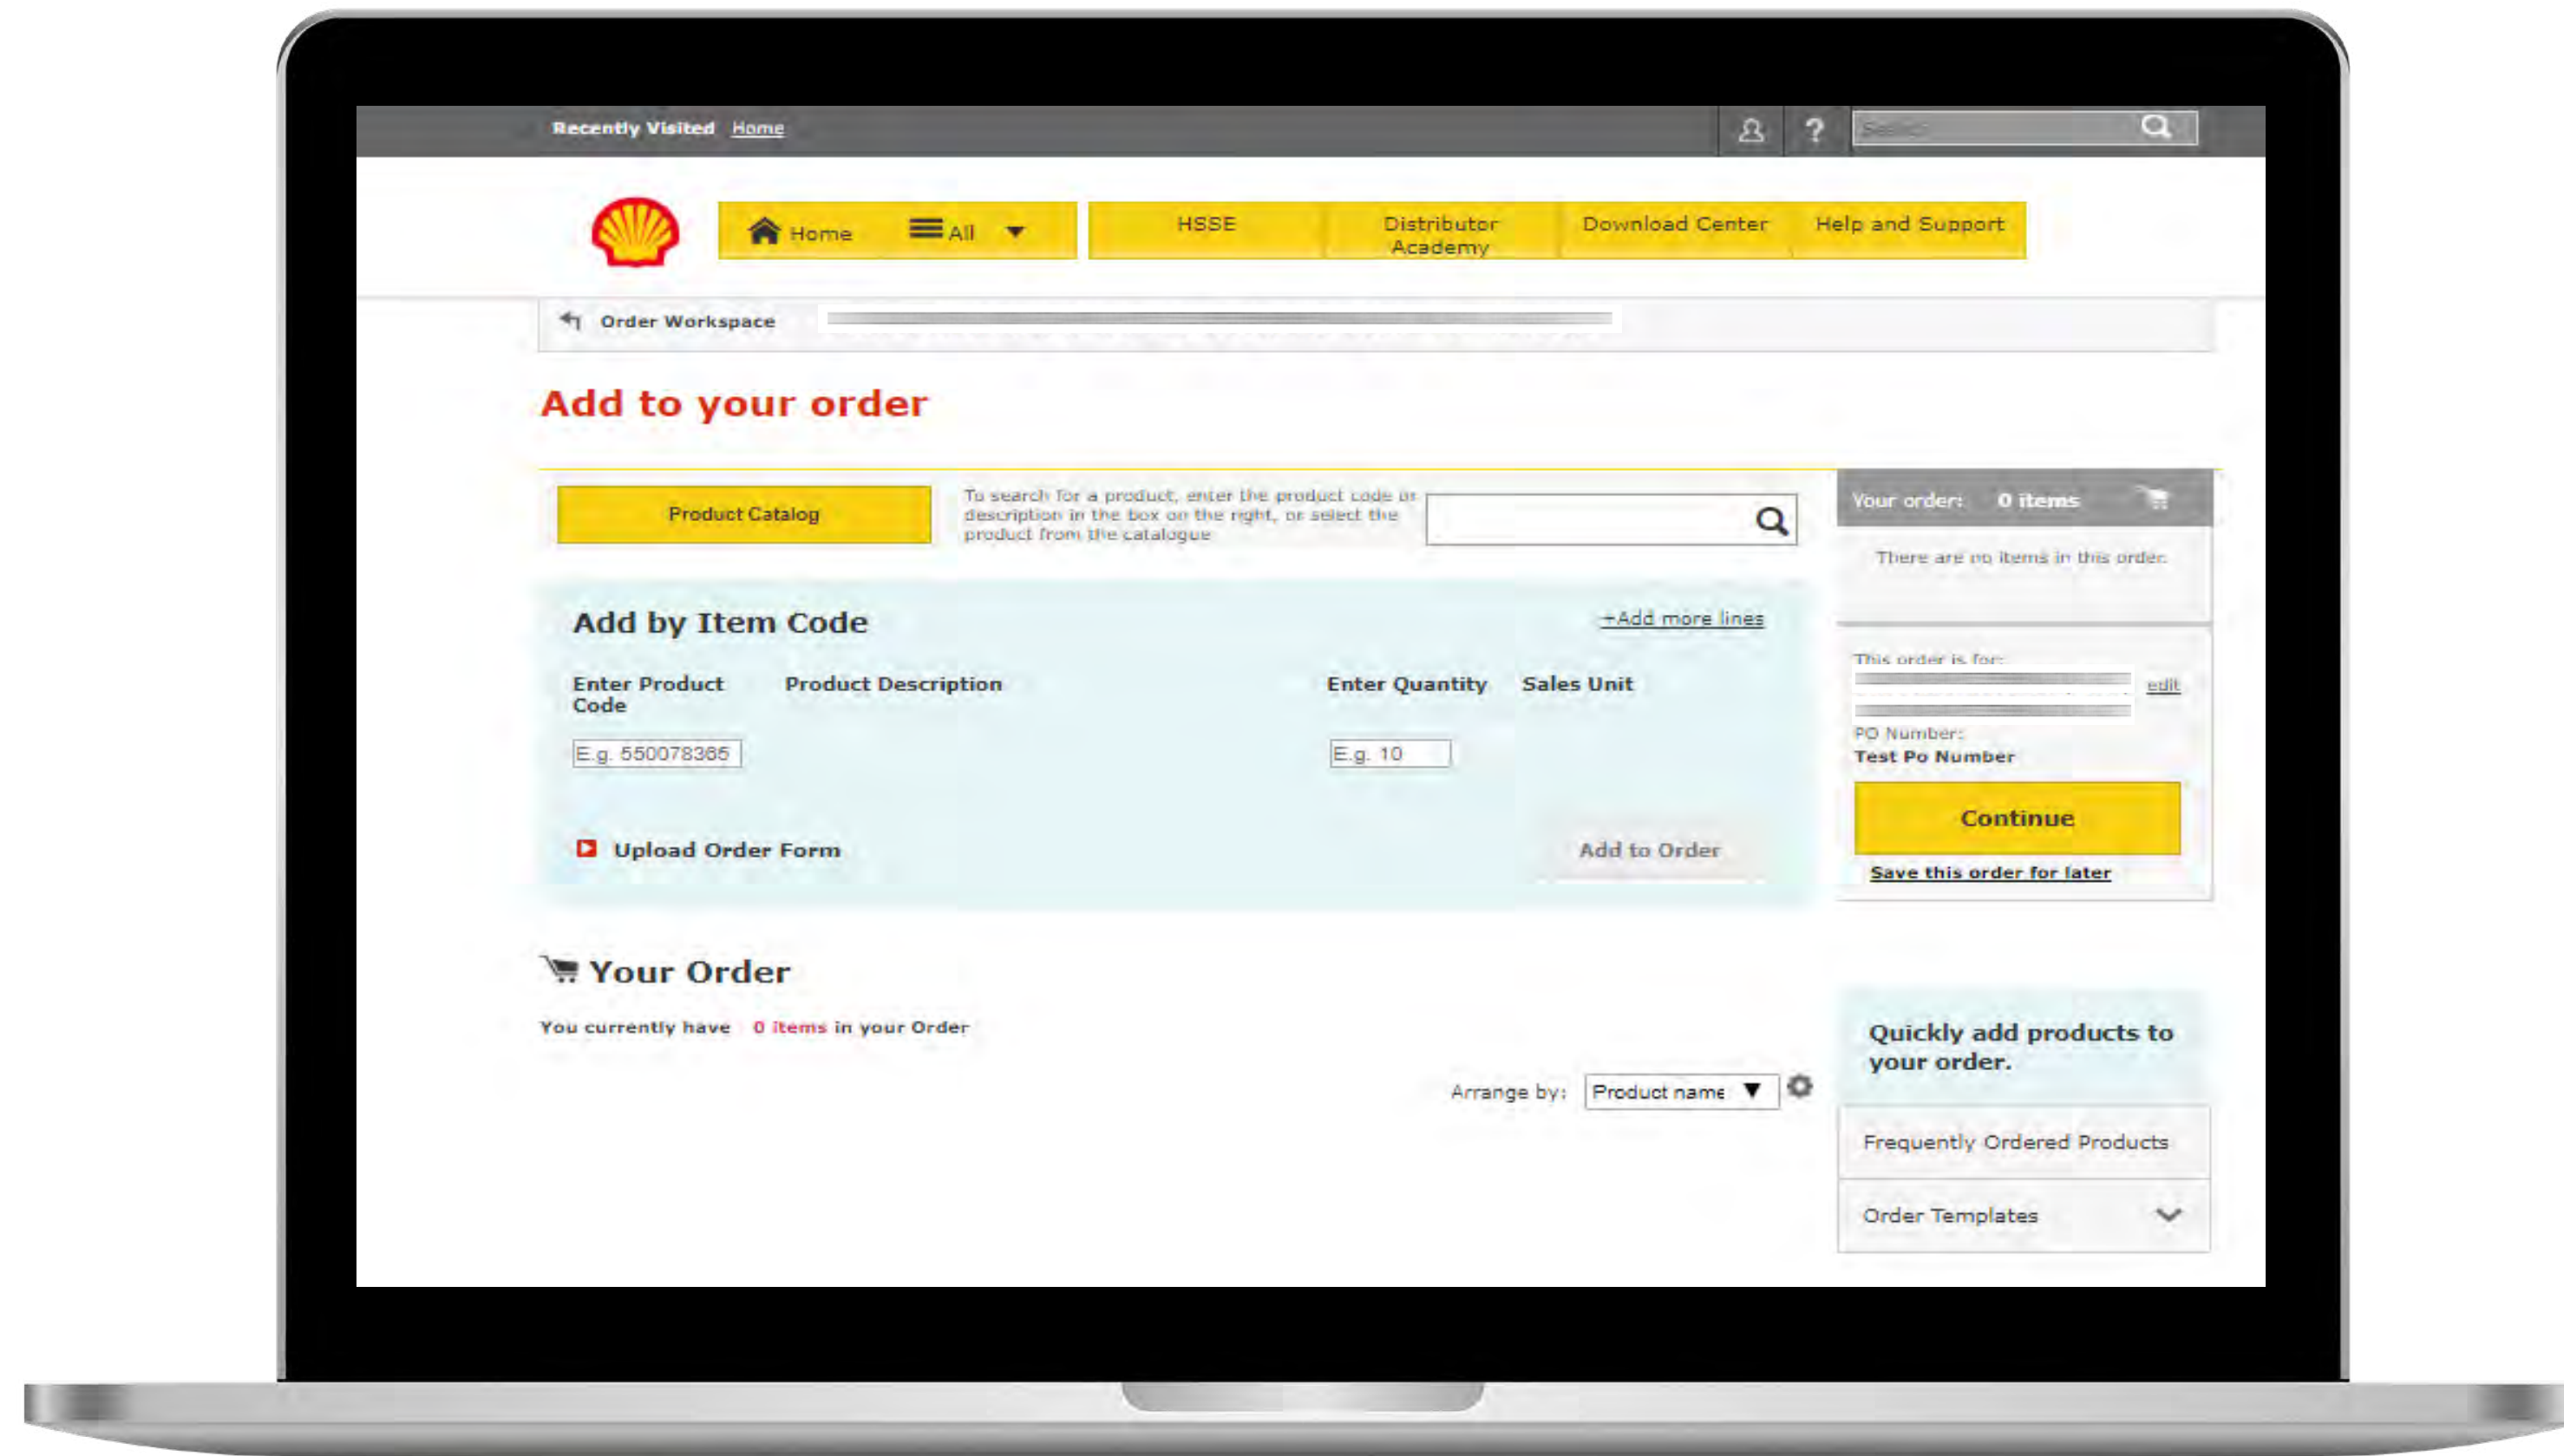 Recently Visited Home
?
Home
All
HSSE
Distributor
Academy
Download Center
Help and Support
Order Workspace
Add to your order
Product Catalog
To search for a product, enter the product code or
description in the box on the right, or select the
product from the catalogue
Your order: 0 items
There are no items in this order.
Add by Item Code
+Add more lines
Enter Product
Code
Product Description
Enter Quantity
Sales Unit
E.g. 550078365
E.g. 10
Upload Order Form
Add to Order
This order is for:
edit
PO Number:
Test Po Number
Continue
Save this order for later
Your Order
You currently have 0 items in your Order
Arrange by: Product name
Quickly add products to
your order.
Frequently Ordered Products
Order Templates